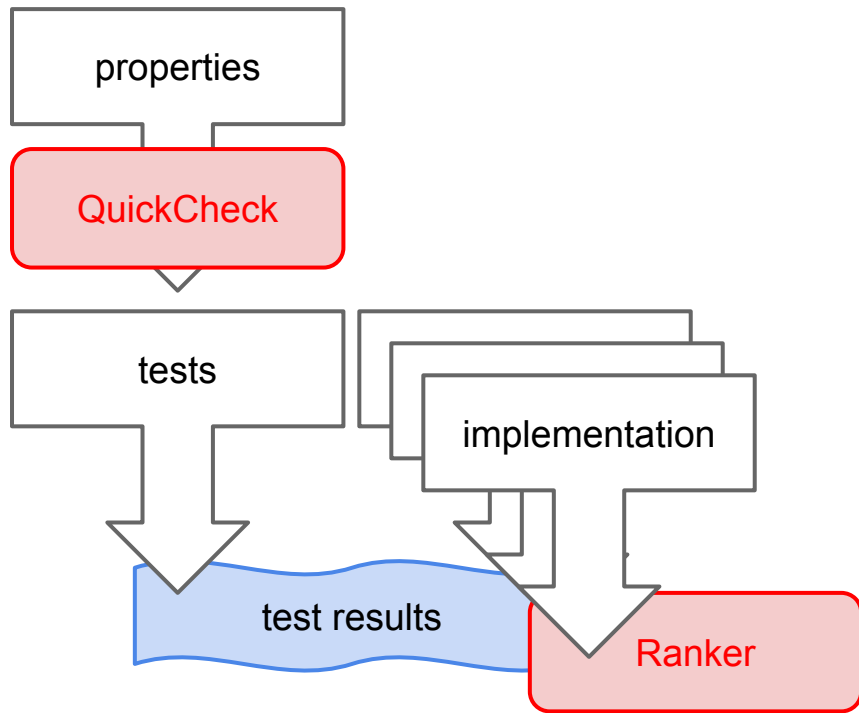 properties
QuickCheck
tests
implementation
test results
Ranker